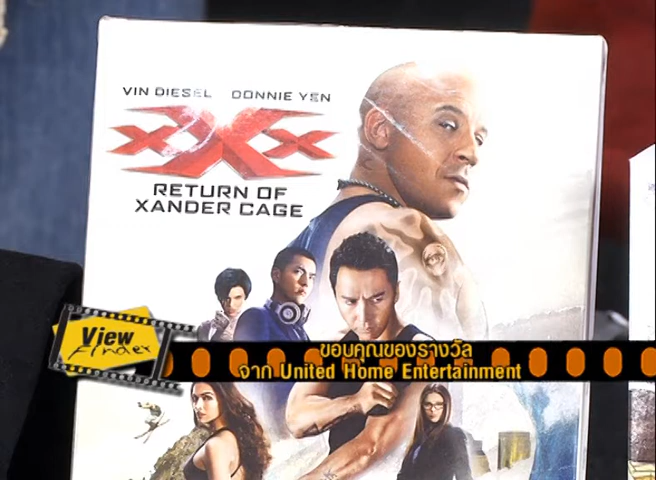 VIN DIESEL DONNIE YEN
xXx
RETURN OF
XANDER CAGE
View
Finder
ขอบคุณของรางวัล
จาก United Home Entertainment